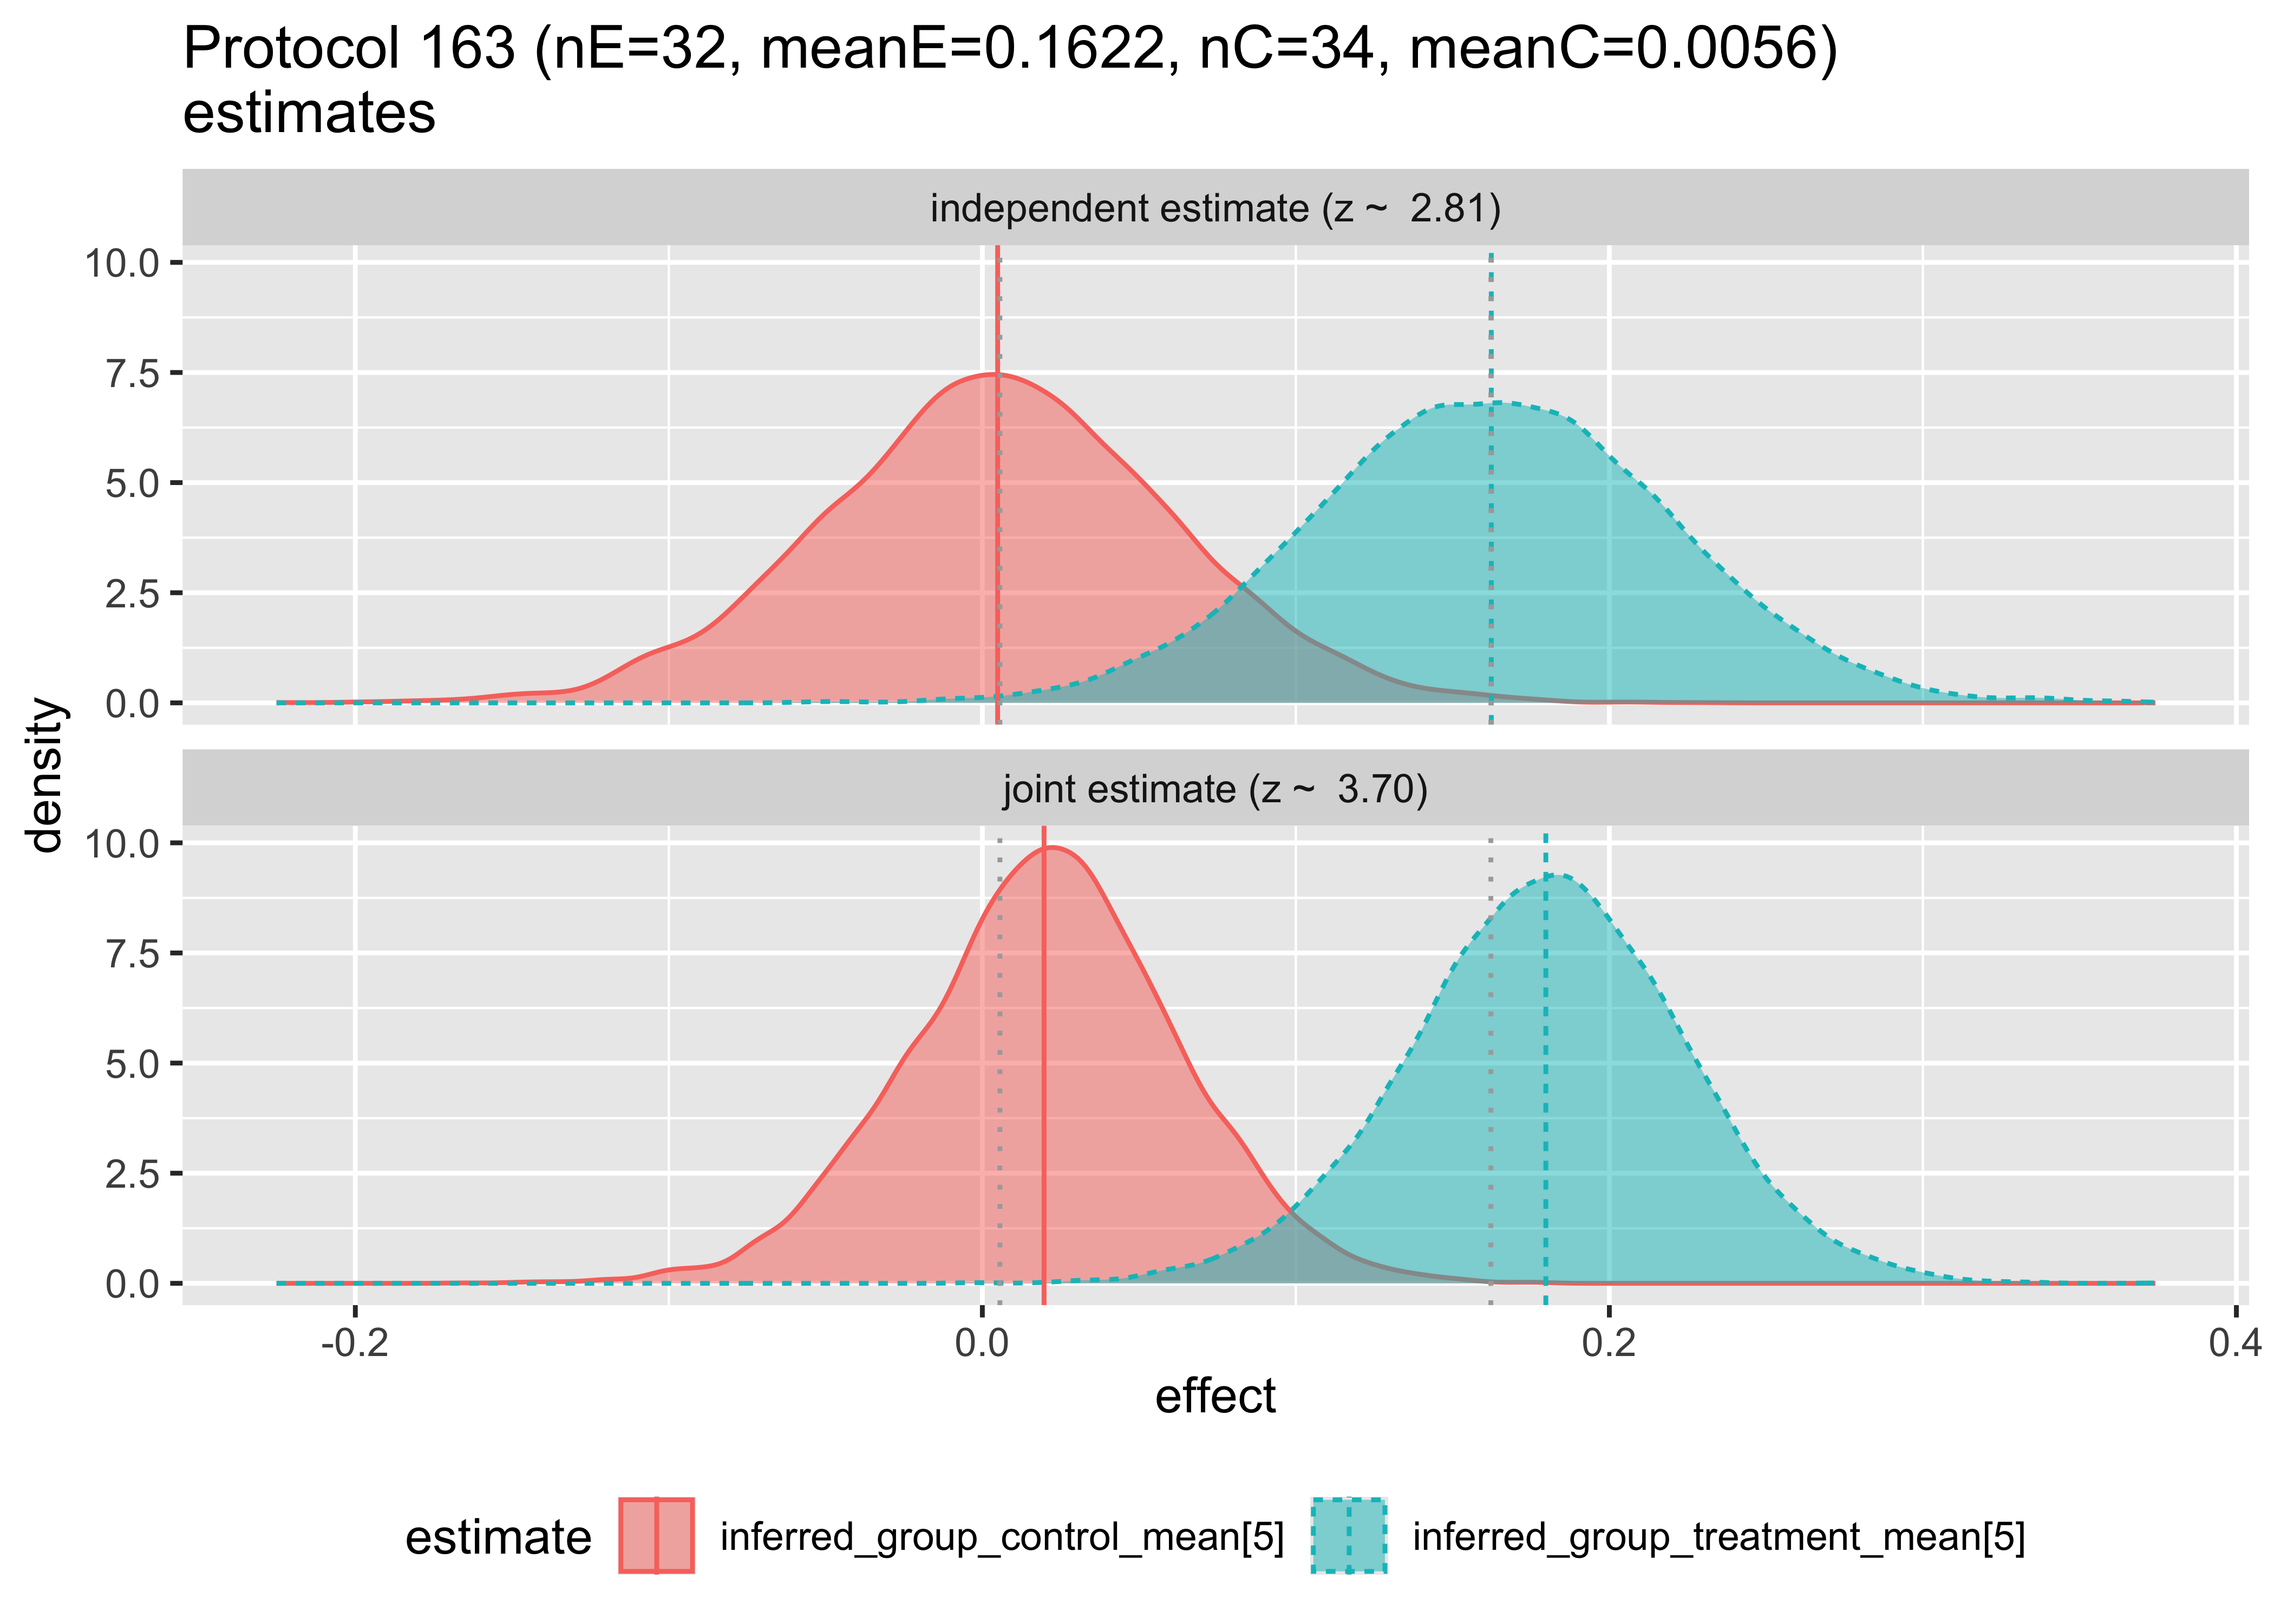 Protocol 163 (nE=32, meanE=0.1622, nC=34, meanC=0.0056)
estimates
independent estimate (z ~  2.81)
10.0
7.5
5.0
2.5
0.0
joint estimate (z ~  3.70)
10.0
7.5
5.0
2.5
0.0
density
-0.2 0.0 0.2 0.4
effect
estimate inferred_group_control_mean[5] inferred_group_treatment_mean[5]